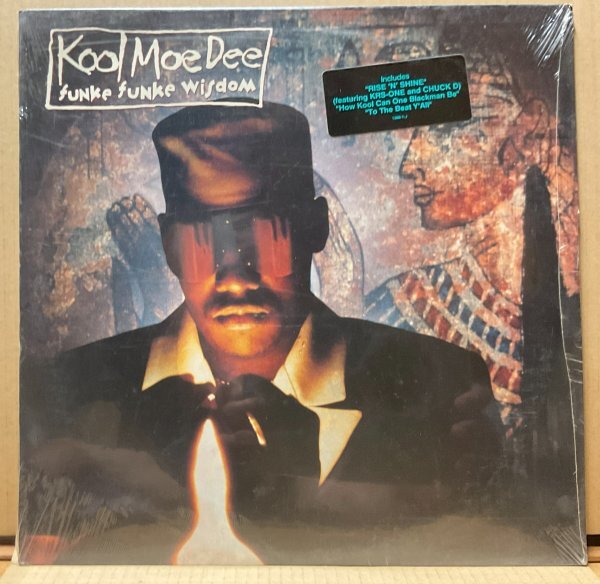 Kool Moe Dee
FUNKE FUNKE WISDOM
Includes
"RISE 'N' SHINE"
(featuring KRS-ONE and CHUCK D)
"How Kool Can One Blackman Be"
"To The Beat Y'All"